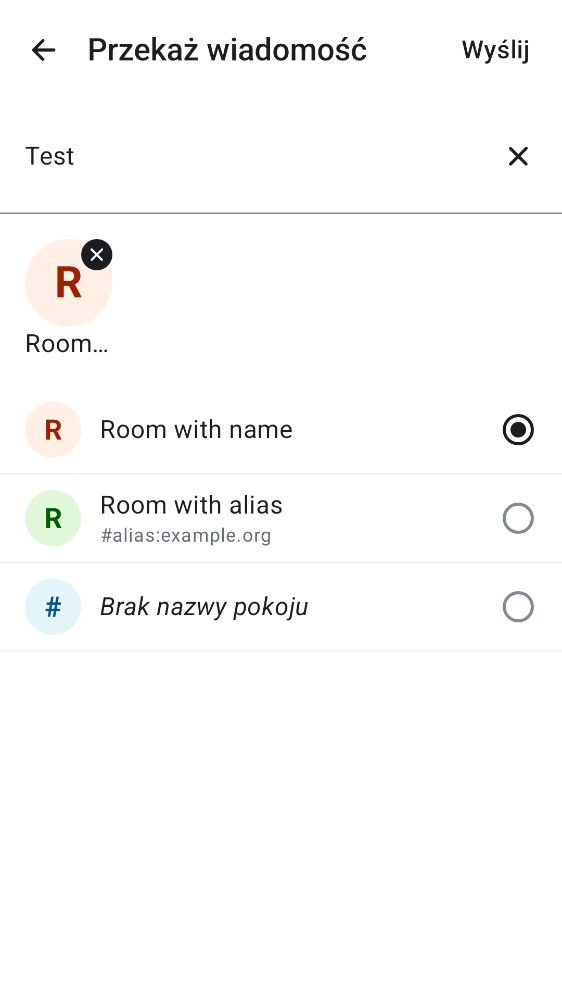 Przekaż wiadomość
Wyślij
Test
R
Room…
R
Room with name
R
Room with alias
#alias:example.org
#
Brak nazwy pokoju